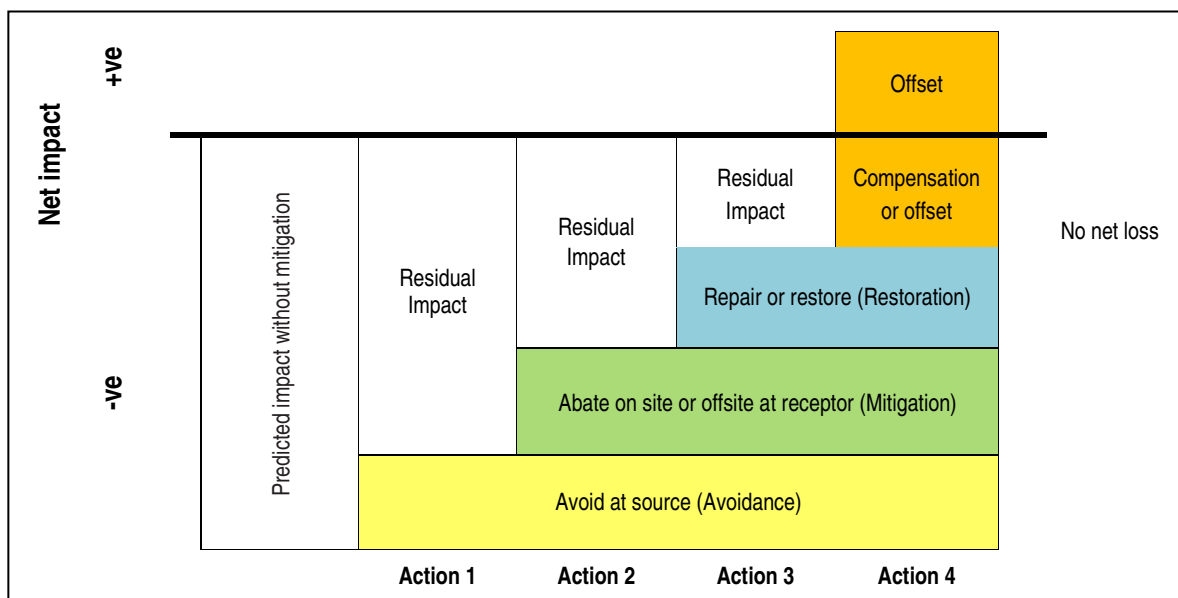 +ve
Net impact
-ve
Offset
Predicted impact without mitigation
Residual
Impact
Residual
Impact
Residual
Impact
Compensation
or offset
No net loss
Repair or restore (Restoration)
Abate on site or offsite at receptor (Mitigation)
Avoid at source (Avoidance)
Action 1
Action 2
Action 3
Action 4